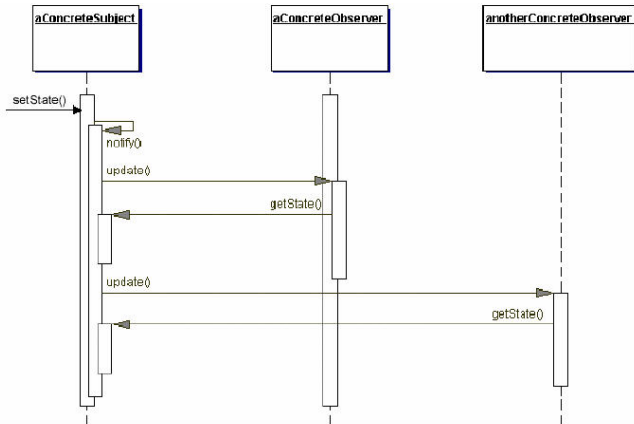 aConcreteSubject
aConcreteObserver
anotherConcreteObserver
setState()
notify()
update()
getState()
update()
getState()